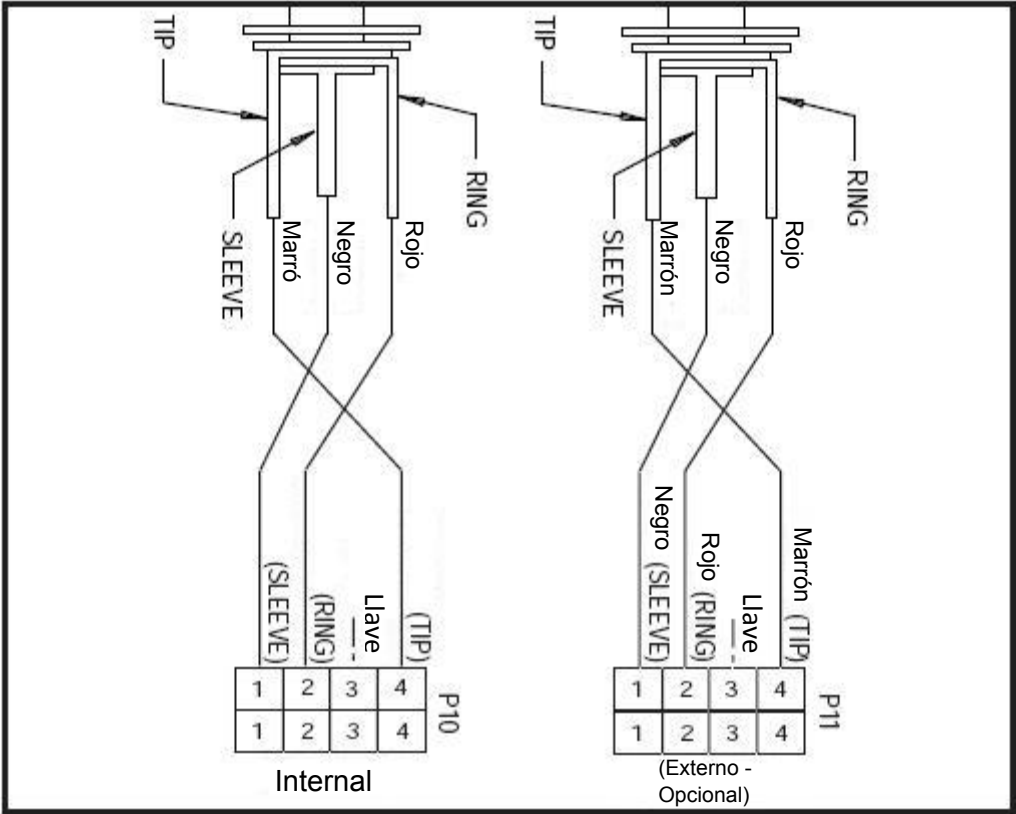 TIP
RING
SLEEVE
Marró
Negro
Rojo
(SLEEVE)
(RING)
Llave
(TIP)
P10
1 2 3 4
1 2 3 4
Internal
TIP
RING
SLEEVE
Marrón
Negro
Rojo
Negro (SLEEVE)
Rojo (RING)
Llave
Marrón (TIP)
P11
1 2 3 4
1 2 3 4
(Externo -
Opcional)